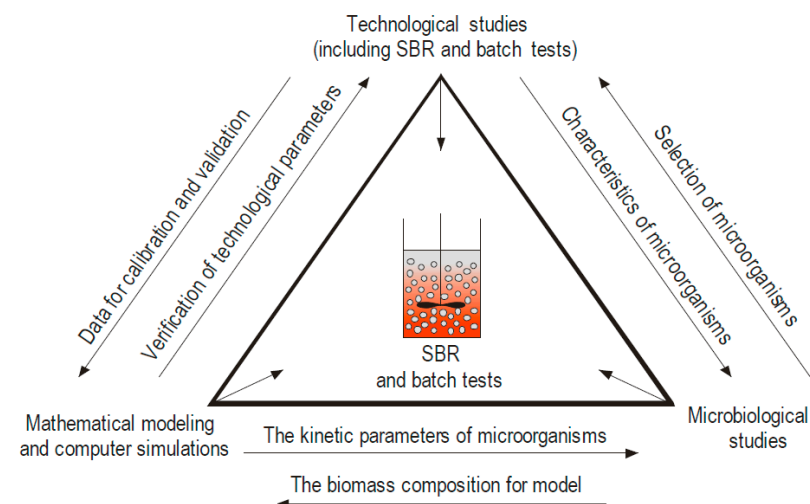 Technological studies
(including SBR and batch tests)
Data for calibration and validation
Verification of technological parameters
Characteristics of microorganisms
Selection of microorganisms
SBR
and batch tests
Mathematical modeling
and computer simulations
The kinetic parameters of microorganisms
Microbiological
studies
The biomass composition for model